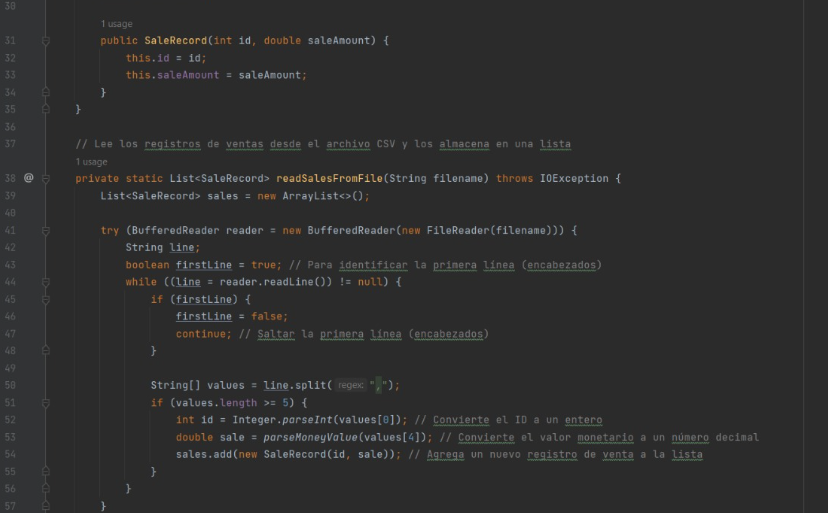 30
1 usage
31 public SaleRecord(int id, double saleAmount) {
32 this.id = id;
33 this.saleAmount = saleAmount;
34 }
35 }
36
37 // Lee los registros de ventas desde el archivo CSV y los almacena en una lista
1 usage
38 @ private static List<SaleRecord> readSalesFromFile(String filename) throws IOException {
39 List<SaleRecord> sales = new ArrayList<>();
40
41 try (BufferedReader reader = new BufferedReader(new FileReader(filename))) {
42 String line;
43 boolean firstLine = true; // Para identificar la primera línea (encabezados)
44 while ((line = reader.readLine()) != null) {
45 if (firstLine) {
46 firstLine = false;
47 continue; // Saltar la primera línea (encabezados)
48 }
49
50 String[] values = line.split( regex: ",");
51 if (values.length >= 5) {
52 int id = Integer.parseInt(values[0]); // Convierte el ID a un entero
53 double sale = parseMoneyValue(values[4]); // Convierte el valor monetario a un número decimal
54 sales.add(new SaleRecord(id, sale)); // Agrega un nuevo registro de venta a la lista
55 }
56 }
57 }